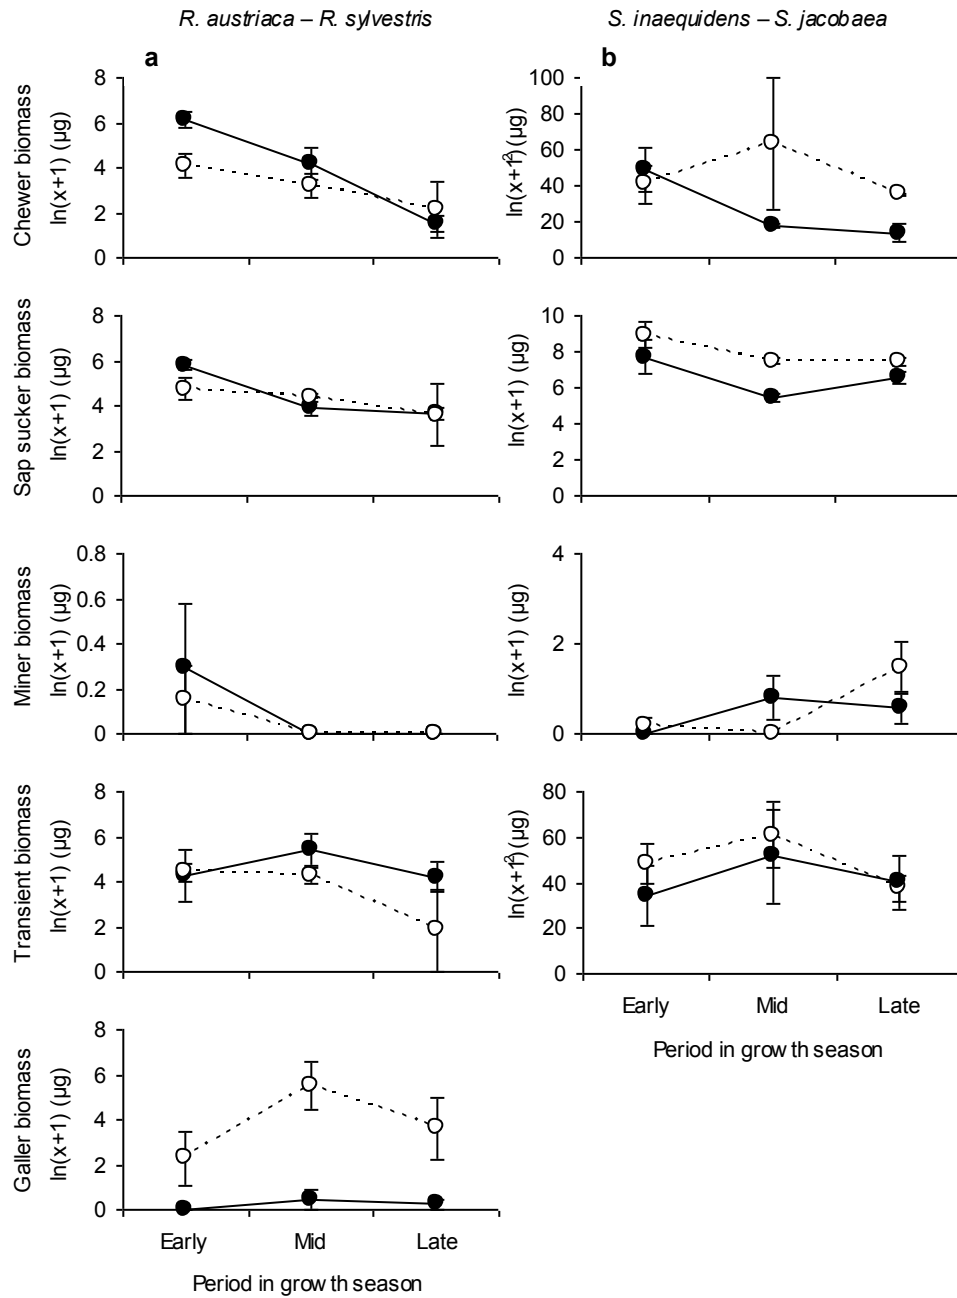 R. austriaca – R. sylvestris
S. inaequidens – S. jacobaea
a
Chewer biomass
ln(x+1) (µg)
8
6
4
2
0
b
ln(x+1²) (µg)
100
80
60
40
20
0
Sap sucker biomass
ln(x+1) (µg)
8
6
4
2
0
ln(x+1) (µg)
10
8
6
4
2
0
Miner biomass
ln(x+1) (µg)
0.8
0.6
0.4
0.2
0
ln(x+1) (µg)
4
2
0
Transient biomass
ln(x+1) (µg)
8
6
4
2
0
ln(x+1²) (µg)
80
60
40
20
0
Early Mid Late
Period in growth season
Galler biomass
ln(x+1) (µg)
8
6
4
2
0
Early Mid Late
Period in growth season